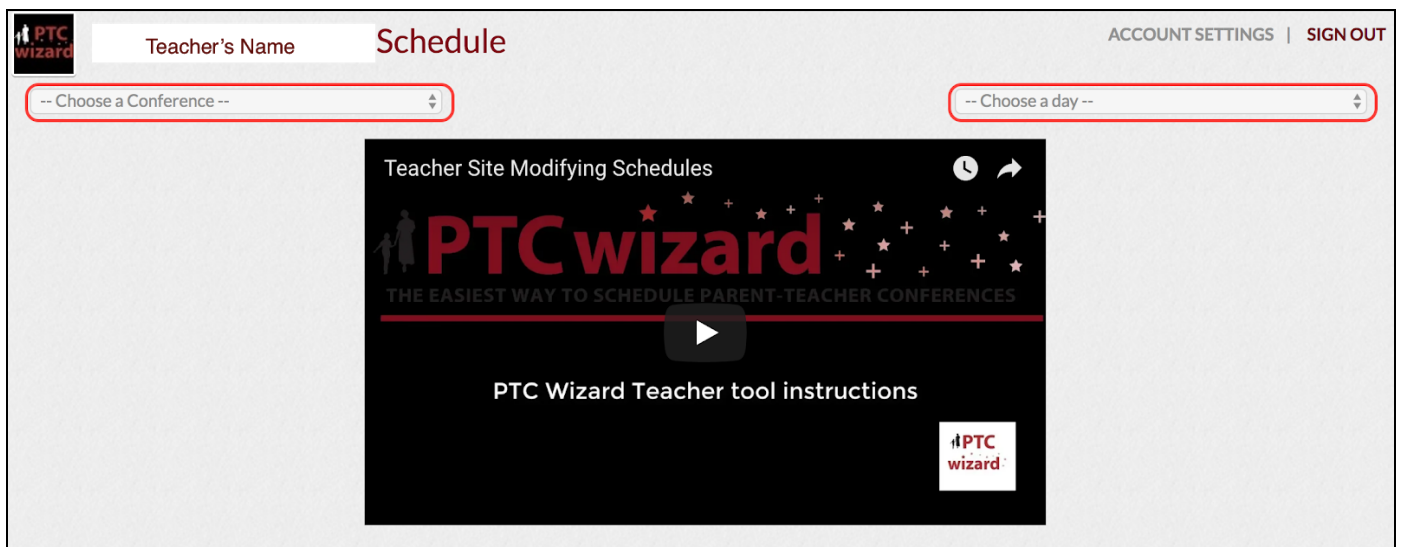 PTC
wizard
Teacher's Name Schedule
ACCOUNT SETTINGS | SIGN OUT
-- Choose a Conference --
-- Choose a day --
Teacher Site Modifying Schedules
PTC wizard
THE EASIEST WAY TO SCHEDULE PARENT-TEACHER CONFERENCES
PTC Wizard Teacher tool instructions
PTC
wizard